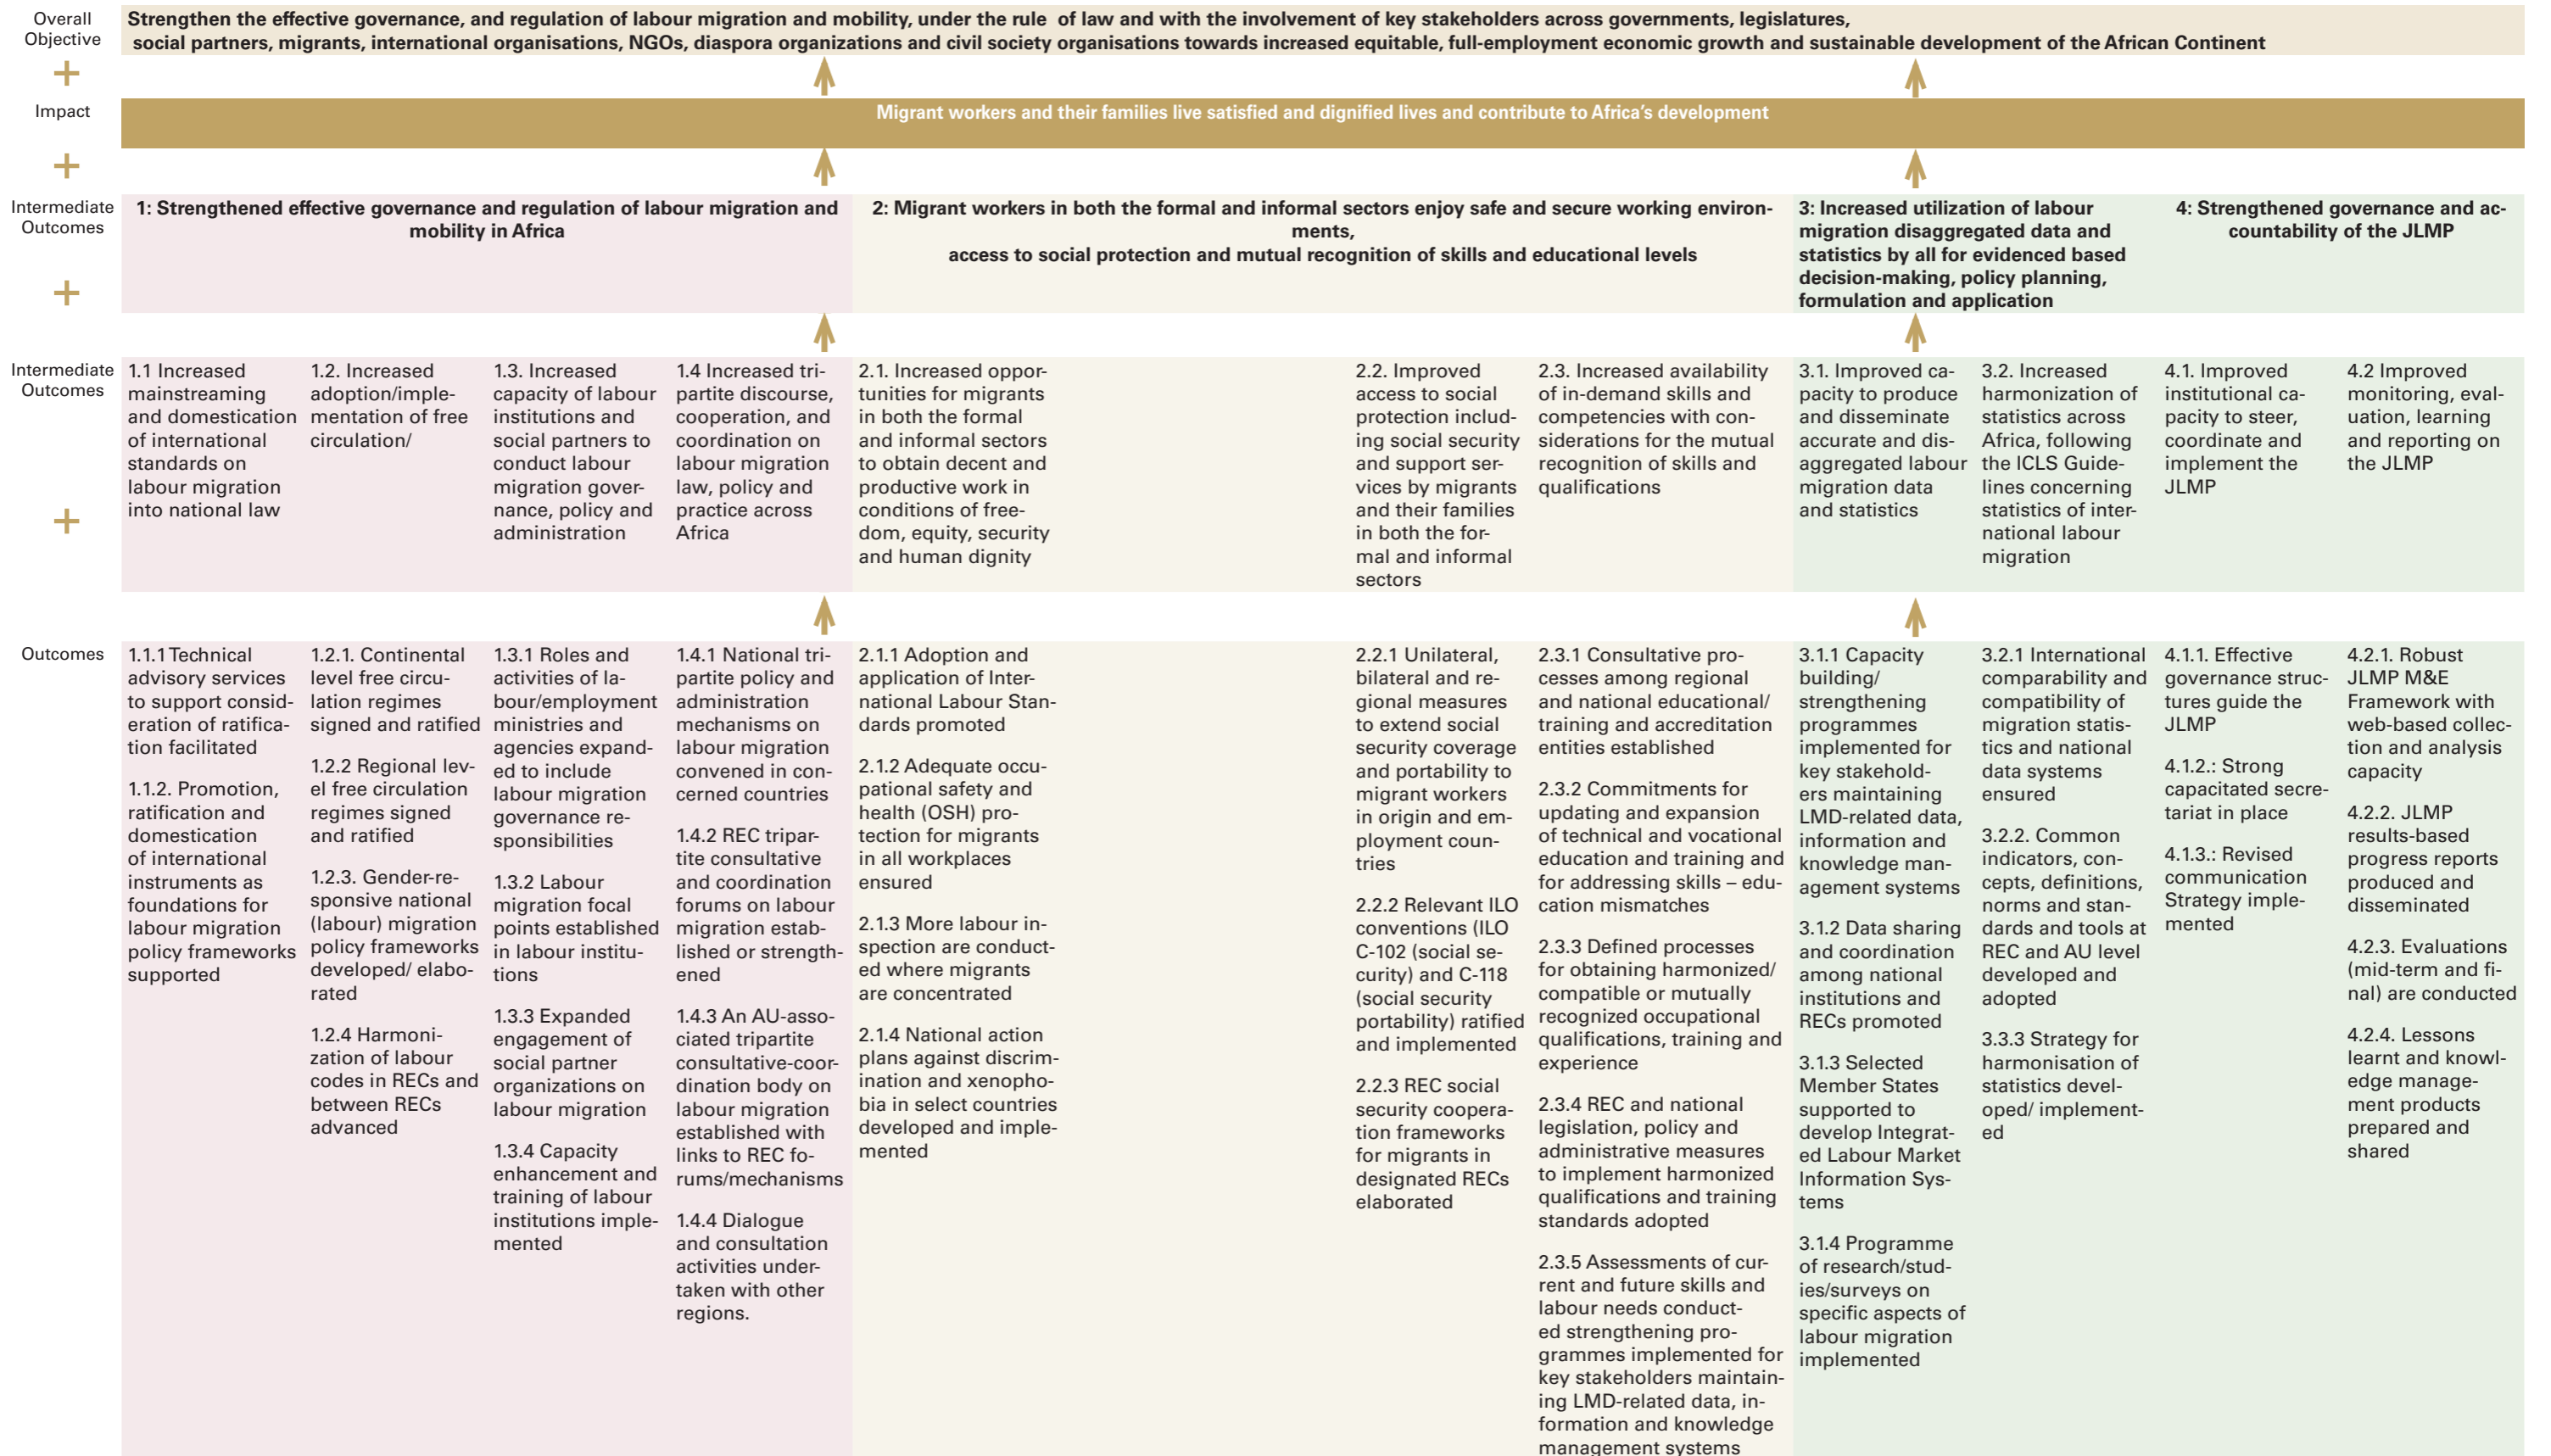 Overall
Objective
Strengthen the effective governance, and regulation of labour migration and mobility, under the rule of law and with the involvement of key stakeholders across governments, legislatures,
social partners, migrants, international organisations, NGOs, diaspora organizations and civil society organisations towards increased equitable, full-employment economic growth and sustainable development of the African Continent
+
Impact
Migrant workers and their families live satisfied and dignified lives and contribute to Africa's development
+
Intermediate
Outcomes
1: Strengthened effective governance and regulation of labour migration and
mobility in Africa
2: Migrant workers in both the formal and informal sectors enjoy safe and secure working environ-
ments,
access to social protection and mutual recognition of skills and educational levels
3: Increased utilization of labour
migration disaggregated data and
statistics by all for evidenced based
decision-making, policy planning,
formulation and application
4: Strengthened governance and ac-
countability of the JLMP
+
Intermediate
Outcomes
1.1 Increased
mainstreaming
and domestication
of international
standards on
labour migration
into national law
1.2. Increased
adoption/imple-
mentation of free
circulation/
1.3. Increased
capacity of labour
institutions and
social partners to
conduct labour
migration gover-
nance, policy and
administration
1.4 Increased tri-
partite discourse,
cooperation, and
coordination on
labour migration
law, policy and
practice across
Africa
2.1. Increased oppor-
tunities for migrants
in both the formal
and informal sectors
to obtain decent and
productive work in
conditions of free-
dom, equity, security
and human dignity
2.2. Improved
access to social
protection includ-
ing social security
and support ser-
vices by migrants
and their families
in both the for-
mal and informal
sectors
2.3. Increased availability
of in-demand skills and
competencies with con-
siderations for the mutual
recognition of skills and
qualifications
3.1. Improved ca-
pacity to produce
and disseminate
accurate and dis-
aggregated labour
migration data
and statistics
3.2. Increased
harmonization of
statistics across
Africa, following
the ICLS Guide-
lines concerning
statistics of inter-
national labour
migration
4.1. Improved
institutional ca-
pacity to steer,
coordinate and
implement the
JLMP
4.2 Improved
monitoring, eval-
uation, learning
and reporting on
the JLMP
+
Outcomes
1.1.1 Technical
advisory services
to support consid-
eration of ratifica-
tion facilitated
1.1.2. Promotion,
ratification and
domestication
of international
instruments as
foundations for
labour migration
policy frameworks
supported
1.2.1. Continental
level free circu-
lation regimes
signed and ratified
1.2.2 Regional lev-
el free circulation
regimes signed
and ratified
1.2.3. Gender-re-
sponsive national
(labour) migration
policy frameworks
developed/ elabo-
rated
1.2.4 Harmoni-
zation of labour
codes in RECs and
between RECs
advanced
1.3.1 Roles and
activities of la-
bour/employment
ministries and
agencies expand-
ed to include
labour migration
governance re-
sponsibilities
1.3.2 Labour
migration focal
points established
in labour institu-
tions
1.3.3 Expanded
engagement of
social partner
organizations on
labour migration
1.3.4 Capacity
enhancement and
training of labour
institutions imple-
mented
1.4.1 National tri-
partite policy and
administration
mechanisms on
labour migration
convened in con-
cerned countries
1.4.2 REC tripar-
tite consultative
and coordination
forums on labour
migration estab-
lished or strength-
ened
1.4.3 An AU-asso-
ciated tripartite
consultative-coor-
dination body on
labour migration
established with
links to REC fo-
rums/mechanisms
1.4.4 Dialogue
and consultation
activities under-
taken with other
regions.
2.1.1 Adoption and
application of Inter-
national Labour Stan-
dards promoted
2.1.2 Adequate occu-
pational safety and
health (OSH) pro-
tection for migrants
in all workplaces
ensured
2.1.3 More labour in-
spection are conduct-
ed where migrants
are concentrated
2.1.4 National action
plans against discrim-
ination and xenopho-
bia in select countries
developed and imple-
mented
2.2.1 Unilateral,
bilateral and re-
gional measures
to extend social
security coverage
and portability to
migrant workers
in origin and em-
ployment coun-
tries
2.2.2 Relevant ILO
conventions (ILO
C-102 (social se-
curity) and C-118
(social security
portability) ratified
and implemented
2.2.3 REC social
security coopera-
tion frameworks
for migrants in
designated RECs
elaborated
2.3.1 Consultative pro-
cesses among regional
and national educational/
training and accreditation
entities established
2.3.2 Commitments for
updating and expansion
of technical and vocational
education and training and
for addressing skills – edu-
cation mismatches
2.3.3 Defined processes
for obtaining harmonized/
compatible or mutually
recognized occupational
qualifications, training and
experience
2.3.4 REC and national
legislation, policy and
administrative measures
to implement harmonized
qualifications and training
standards adopted
2.3.5 Assessments of cur-
rent and future skills and
labour needs conduct-
ed strengthening pro-
grammes implemented for
key stakeholders maintain-
ing LMD-related data, in-
formation and knowledge
management systems
3.1.1 Capacity
building/
strengthening
programmes
implemented for
key stakehold-
ers maintaining
LMD-related data,
information and
knowledge man-
agement systems
3.1.2 Data sharing
and coordination
among national
institutions and
RECs promoted
3.1.3 Selected
Member States
supported to
develop Integrat-
ed Labour Market
Information Sys-
tems
3.1.4 Programme
of research/stud-
ies/surveys on
specific aspects of
labour migration
implemented
3.2.1 International
comparability and
compatibility of
migration statis-
tics and national
data systems
ensured
3.2.2. Common
indicators, con-
cepts, definitions,
norms and stan-
dards and tools at
REC and AU level
developed and
adopted
3.3.3 Strategy for
harmonisation of
statistics devel-
oped/ implement-
ed
4.1.1. Effective
governance struc-
tures guide the
JLMP
4.1.2.: Strong
capacitated secre-
tariat in place
4.1.3.: Revised
communication
Strategy imple-
mented
4.2.1. Robust
JLMP M&E
Framework with
web-based collec-
tion and analysis
capacity
4.2.2. JLMP
results-based
progress reports
produced and
disseminated
4.2.3. Evaluations
(mid-term and fi-
nal) are conducted
4.2.4. Lessons
learnt and knowl-
edge manage-
ment products
prepared and
shared